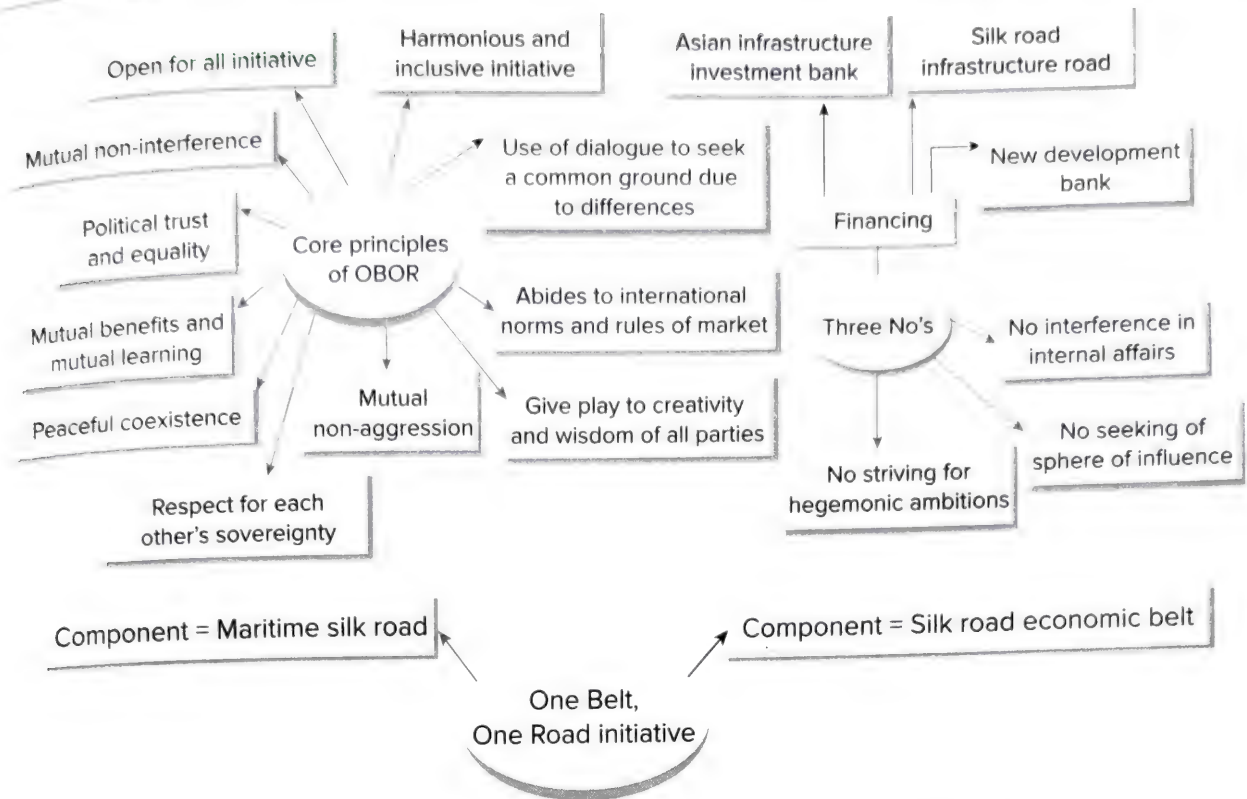 Open for all initiative
Harmonious and
inclusive initiative
Asian infrastructure
investment bank
Silk road
infrastructure road
Mutual non-interference
Use of dialogue to seek
a common ground due
to differences
New development
bank
Political trust
and equality
Core principles
of OBOR
Financing
Mutual benefits and
mutual learning
Abides to international
norms and rules of market
Three No's
No interference in
internal affairs
Peaceful coexistence
Mutual
non-aggression
Give play to creativity
and wisdom of all parties
No seeking of
sphere of influence
No striving for
hegemonic ambitions
Respect for each
other's sovereignty
Component = Maritime silk road
Component = Silk road economic belt
One Belt,
One Road initiative